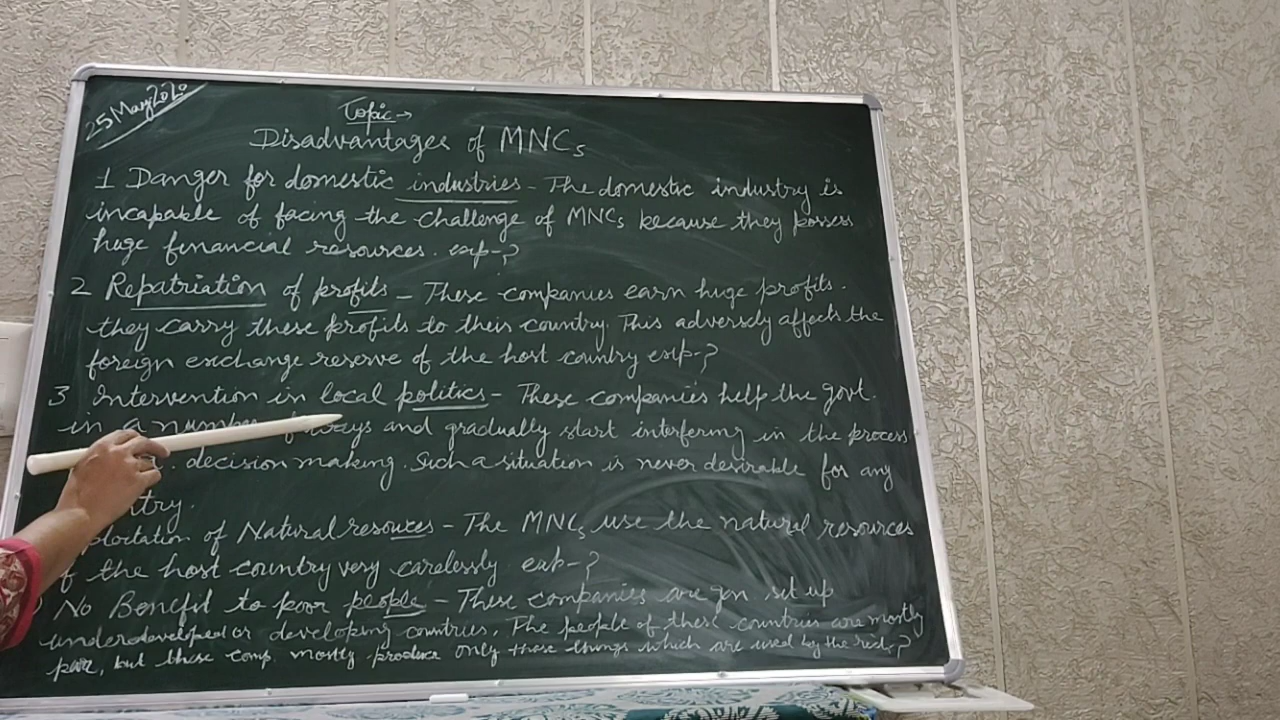 25 May 2020
Topic→
Disadvantages of MNCs
1 Danger for domestic industries - The domestic industry is
incapable of facing the challenge of MNCs because they possess
huge financial resources. exp-?
2 Repatriation of profits - These companies earn huge profits.
they carry these profits to their country. This adversely affects the
foreign exchange reserve of the host country exp-?
3 Intervention in local politics - These companies help the govt.
in a number of ways and gradually start interfering in the process
decision making. Such a situation is never desirable for any
try.
ploitation of Natural resources - The MNCs use the natural resources
of the host country very carelessly exp-?
No Benefit to poor people - These companies are gen set up
underdeveloped or developing countries. The people of these countries are mostly
poor, but these comp mostly produce only those things which are used by the rich?